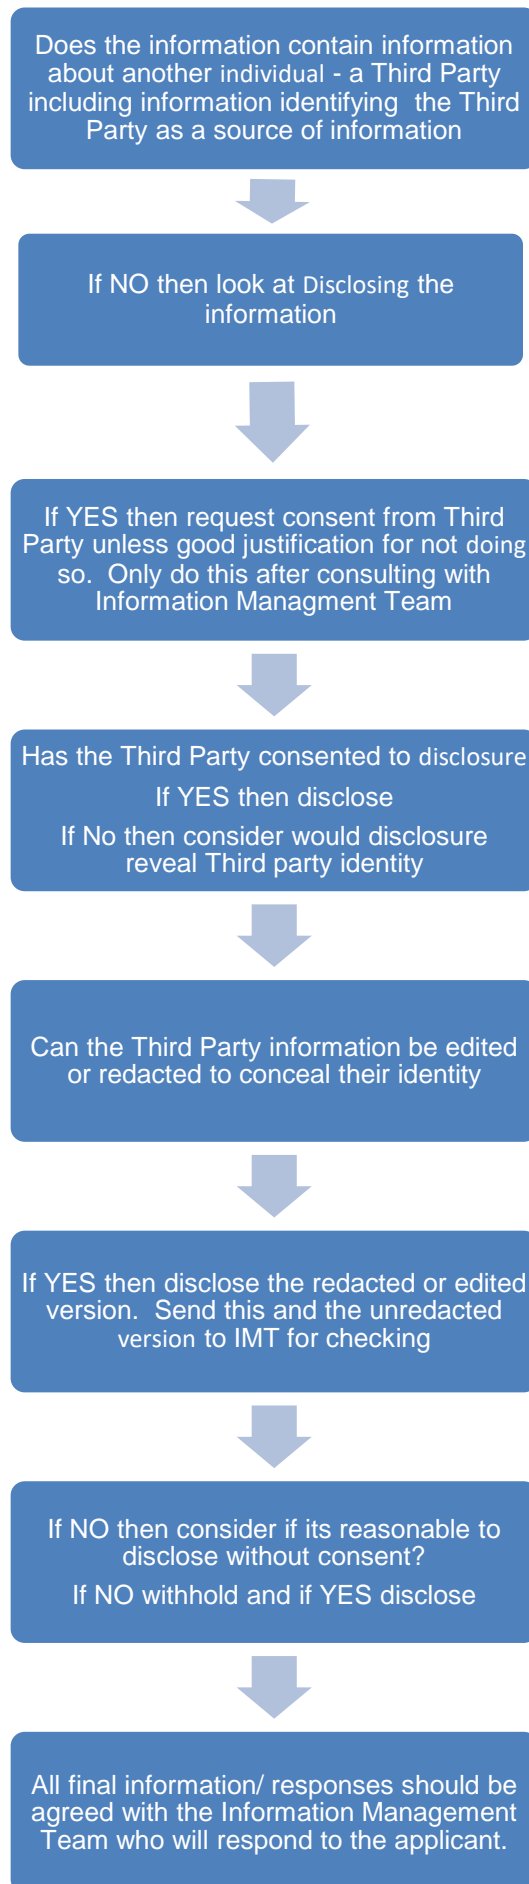 Does the information contain information
about another individual - a Third Party
including information identifying the Third
Party as a source of information
If NO then look at Disclosing the
information
If YES then request consent from Third
Party unless good justification for not doing
so. Only do this after consulting with
Information Managment Team
Has the Third Party consented to disclosure
If YES then disclose
If No then consider would disclosure
reveal Third party identity
Can the Third Party information be edited
or redacted to conceal their identity
If YES then disclose the redacted or edited
version. Send this and the unredacted
version to IMT for checking
If NO then consider if its reasonable to
disclose without consent?
If NO withhold and if YES disclose
All final information/ responses should be
agreed with the Information Management
Team who will respond to the applicant.